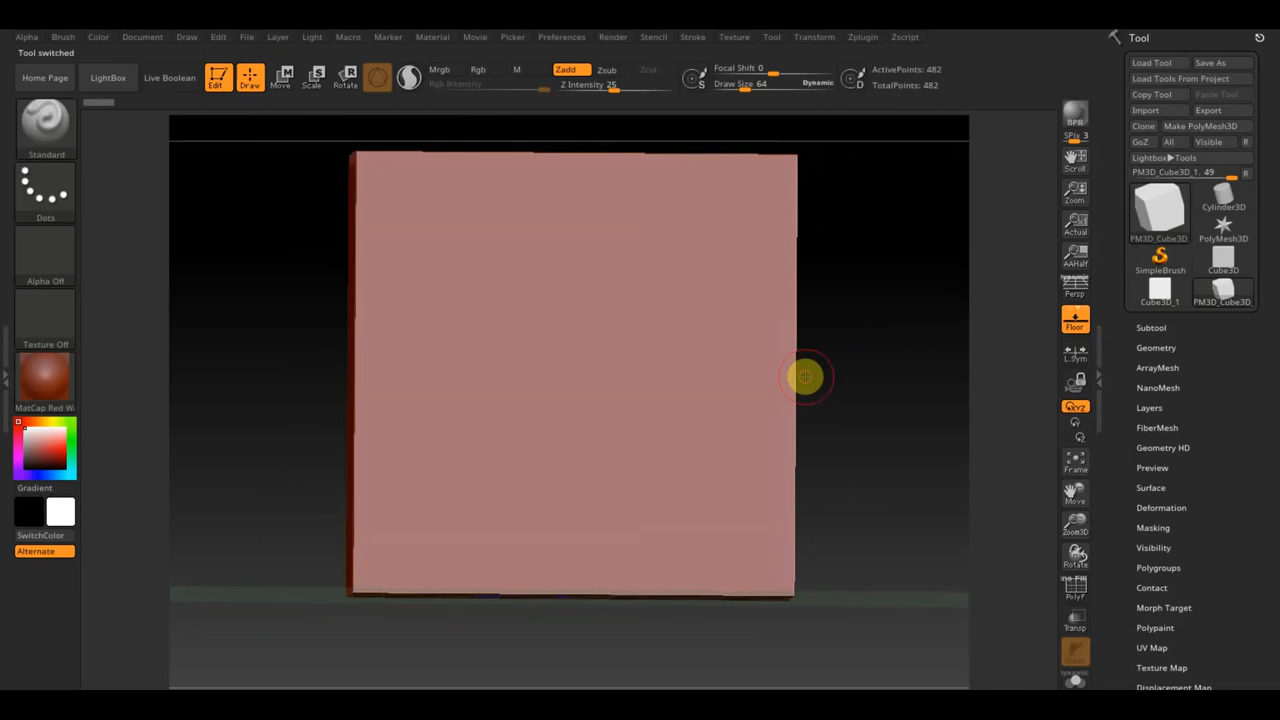 Alpha Brush Color Document Draw Edit File Layer Light Macro Marker Material Movie Picker Preferences Render Stencil Stroke Texture Tool Transform Zplugin Zscript
Tool
Tool switched
Home Page LightBox Live Boolean Edit Draw Move Scale Rotate
Mrgb Rgb M Zadd Zsub Zcut
Rgb Intensity Z Intensity 25
Focal Shift 0
Draw Size 64 Dynamic
ActivePoints: 482
TotalPoints: 482
Standard
Dots
Alpha Off
Texture Off
MatCap Red W
Gradient
SwitchColor
Alternate
BPR
SPix 3
Scroll
Zoom
Actual
AAHalf
Dynamic
Persp
Floor
L.Sym
XYZ
Frame
Move
Zoom3D
Rotate
PolyF
Transp
Dynamic
Load Tool Save As
Load Tools From Project
Copy Tool Paste Tool
Import Export
Clone Make PolyMesh3D
GoZ All Visible R
Lightbox▶Tools
PM3D_Cube3D_1. 49 R
PM3D_Cube3D Cylinder3D
PolyMesh3D
SimpleBrush Cube3D
Cube3D_1 PM3D_Cube3D_
Subtool
Geometry
ArrayMesh
NanoMesh
Layers
FiberMesh
Geometry HD
Preview
Surface
Deformation
Masking
Visibility
Polygroups
Contact
Morph Target
Polypaint
UV Map
Texture Map
Displacement Map